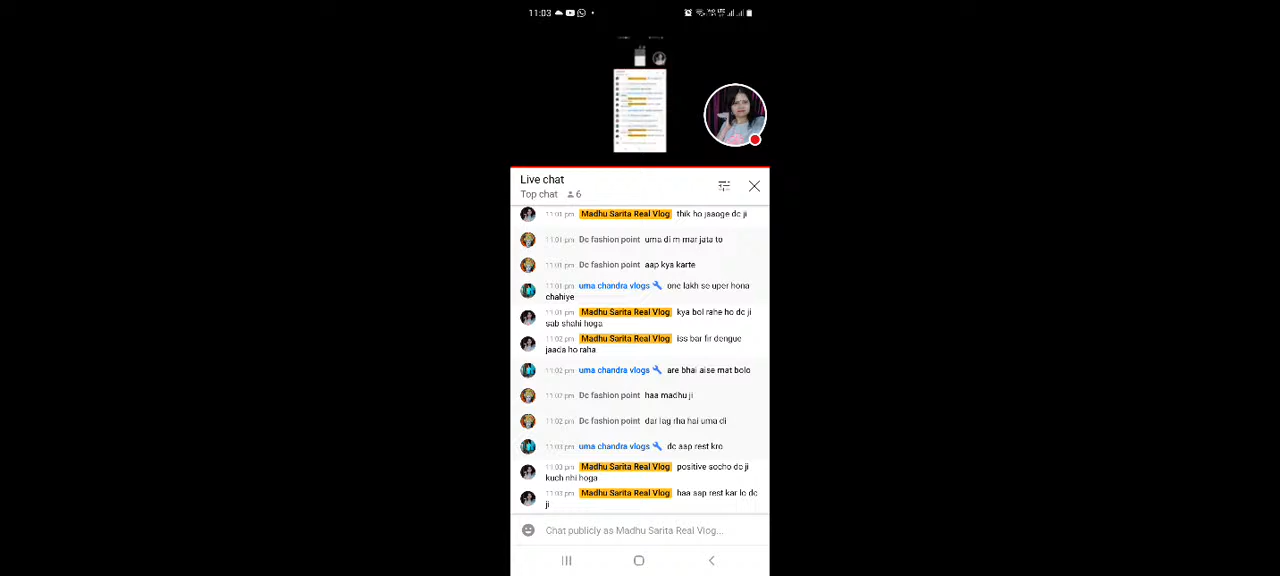 11:03
Live chat
Top chat 6
11:01 pm Madhu Sarita Real Vlog thik ho jaaoge dc ji
11:01 pm Dc fashion point uma di m mar jata to
11:01 pm Dc fashion point aap kya karte
11:01 pm uma chandra vlogs one lakh se uper hona
chahiye
11:01 pm Madhu Sarita Real Vlog kya bol rahe ho dc ji
sab shahi hoga
11:02 pm Madhu Sarita Real Vlog iss bar fir dengue
jaada ho raha
11:02 pm uma chandra vlogs are bhai aise mat bolo
11:02 pm Dc fashion point haa madhu ji
11:02 pm Dc fashion point dar lag rha hai uma di
11:03 pm uma chandra vlogs dc aap rest kro
11:03 pm Madhu Sarita Real Vlog positive socho dc ji
kuch nhi hoga
11:03 pm Madhu Sarita Real Vlog haa aap rest kar lo dc
ji
Chat publicly as Madhu Sarita Real Vlog...